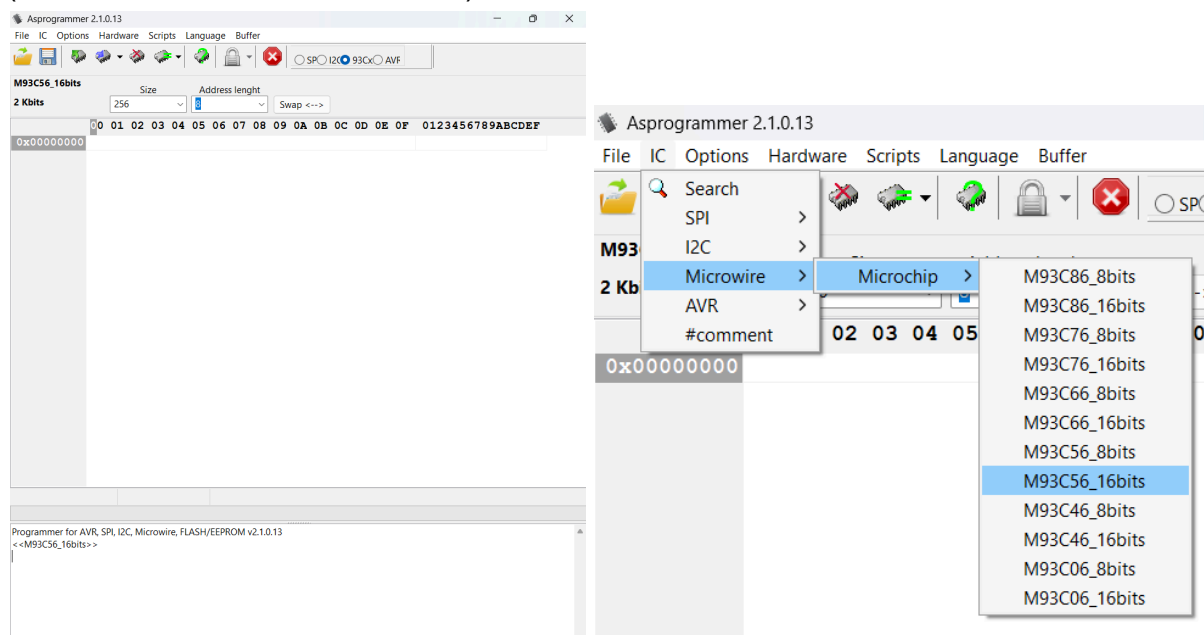 Asprogrammer 2.1.0.13
File IC Options Hardware Scripts Language Buffer
SP I2C 93Cx AVF
M93C56_16bits
Size Address lenght
2 Kbits 256 8 Swap <-->
00 01 02 03 04 05 06 07 08 09 0A 0B 0C 0D 0E 0F 0123456789ABCDEF
0x00000000
Programmer for AVR, SPI, I2C, Microwire, FLASH/EEPROM v2.1.0.13
<<M93C56_16bits>>
Asprogrammer 2.1.0.13
File IC Options Hardware Scripts Language Buffer
Search
SPI
I2C
Microwire
AVR
#comment
SP
M93
2 Kb
02 03 04 05
0x00000000
Microchip
M93C86_8bits
M93C86_16bits
M93C76_8bits
M93C76_16bits
M93C66_8bits
M93C66_16bits
M93C56_8bits
M93C56_16bits
M93C46_8bits
M93C46_16bits
M93C06_8bits
M93C06_16bits